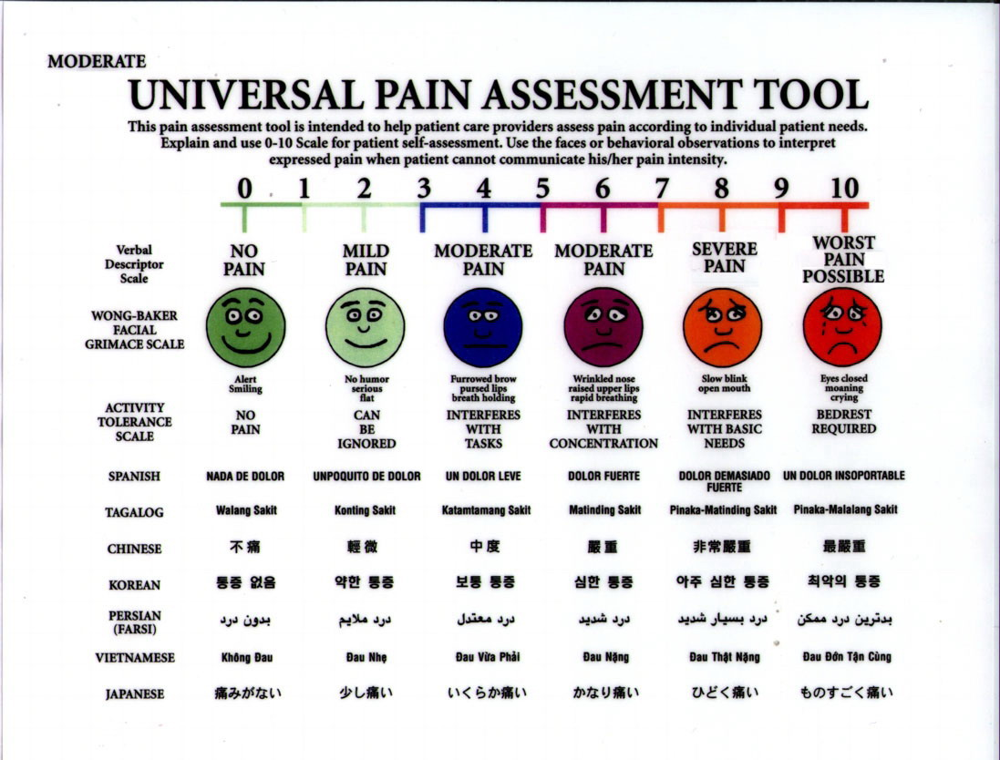 MODERATE
UNIVERSAL PAIN ASSESSMENT TOOL
This pain assessment tool is intended to help patient care providers assess pain according to individual patient needs.
Explain and use 0-10 Scale for patient self-assessment. Use the faces or behavioral observations to interpret
expressed pain when patient cannot communicate his/her pain intensity.
0 1 2 3 4 5 6 7 8 9 10
Verbal
Descriptor
Scale
NO
PAIN
MILD
PAIN
MODERATE
PAIN
MODERATE
PAIN
SEVERE
PAIN
WORST
PAIN
POSSIBLE
WONG-BAKER
FACIAL
GRIMACE SCALE
Alert
Smiling
No humor
serious
flat
Furrowed brow
pursed lips
breath holding
Wrinkled nose
raised upper lips
rapid breathing
Slow blink
open mouth
Eyes closed
moaning
crying
ACTIVITY
TOLERANCE
SCALE
NO
PAIN
CAN
BE
IGNORED
INTERFERES
WITH
TASKS
INTERFERES
WITH
CONCENTRATION
INTERFERES
WITH BASIC
NEEDS
BEDREST
REQUIRED
SPANISH
NADA DE DOLOR
UNPOQUITO DE DOLOR
UN DOLOR LEVE
DOLOR FUERTE
DOLOR DEMASIADO
FUERTE
UN DOLOR INSOPORTABLE
TAGALOG
Walang Sakit
Konting Sakit
Katamtamang Sakit
Matinding Sakit
Pinaka-Matinding Sakit
Pinaka-Malalang Sakit
CHINESE
不痛
輕微
中度
嚴重
非常嚴重
最嚴重
KOREAN
통증 없음
약한 통증
보통 통증
심한 통증
아주 심한 통증
최악의 통증
PERSIAN
(FARSI)
بدون درد
درد ملایم
درد معتدل
درد شدید
درد بسیار شدید
بدترین درد ممکن
VIETNAMESE
Không Đau
Đau Nhẹ
Đau Vừa Phải
Đau Nặng
Đau Thật Nặng
Đau Đớn Tận Cùng
JAPANESE
痛みがない
少し痛い
いくらか痛い
かなり痛い
ひどく痛い
ものすごく痛い